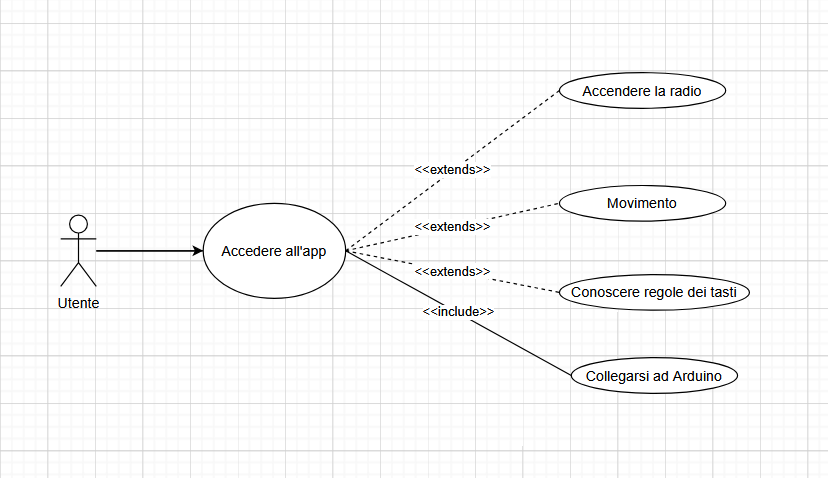 Accendere la radio
<<extends>>
Movimento
<<extends>>
Accedere all'app
<<extends>>
Conoscere regole dei tasti
Utente
<<include>>
Collegarsi ad Arduino